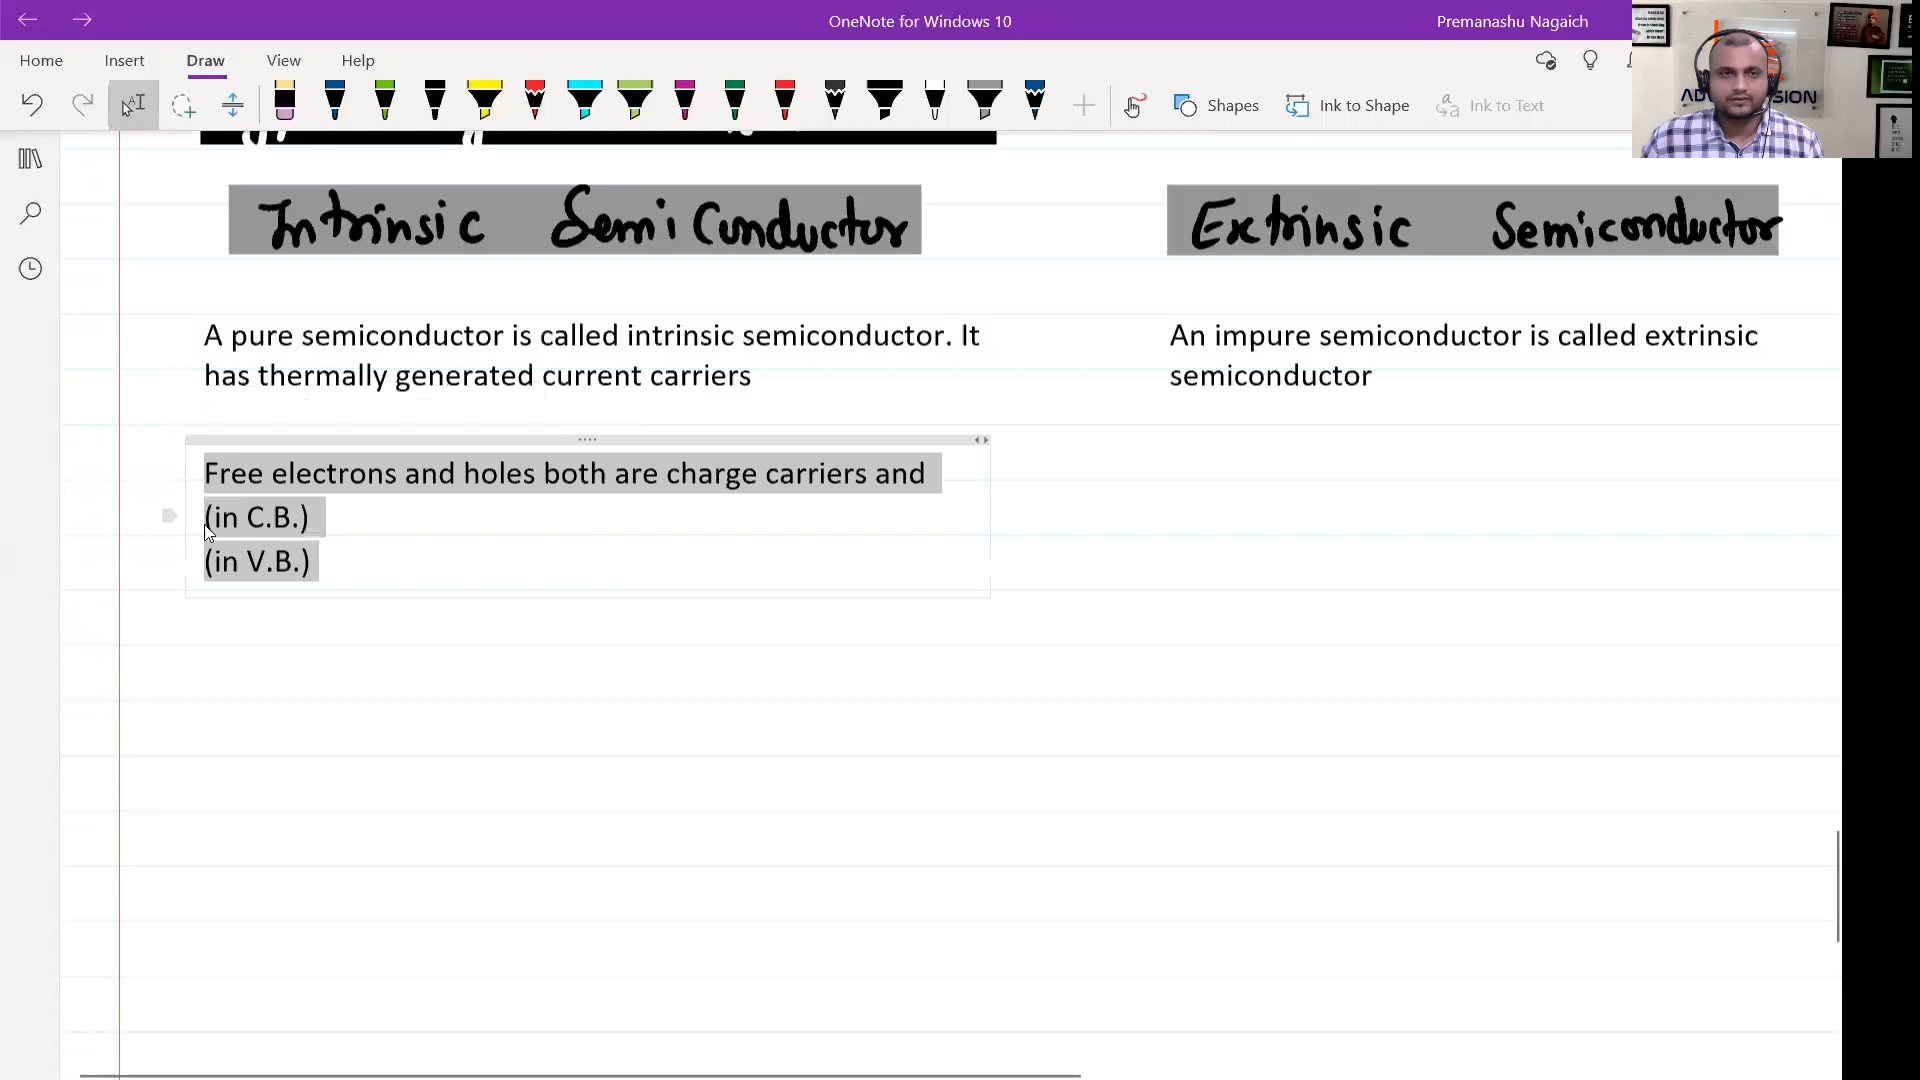 OneNote for Windows 10
Premanashu Nagaich
Home Insert Draw View Help
Shapes Ink to Shape Ink to Text
Intrinsic SemiConductor
Extrinsic Semiconductor
A pure semiconductor is called intrinsic semiconductor. It
has thermally generated current carriers
An impure semiconductor is called extrinsic
semiconductor
Free electrons and holes both are charge carriers and
(in C.B.)
(in V.B.)